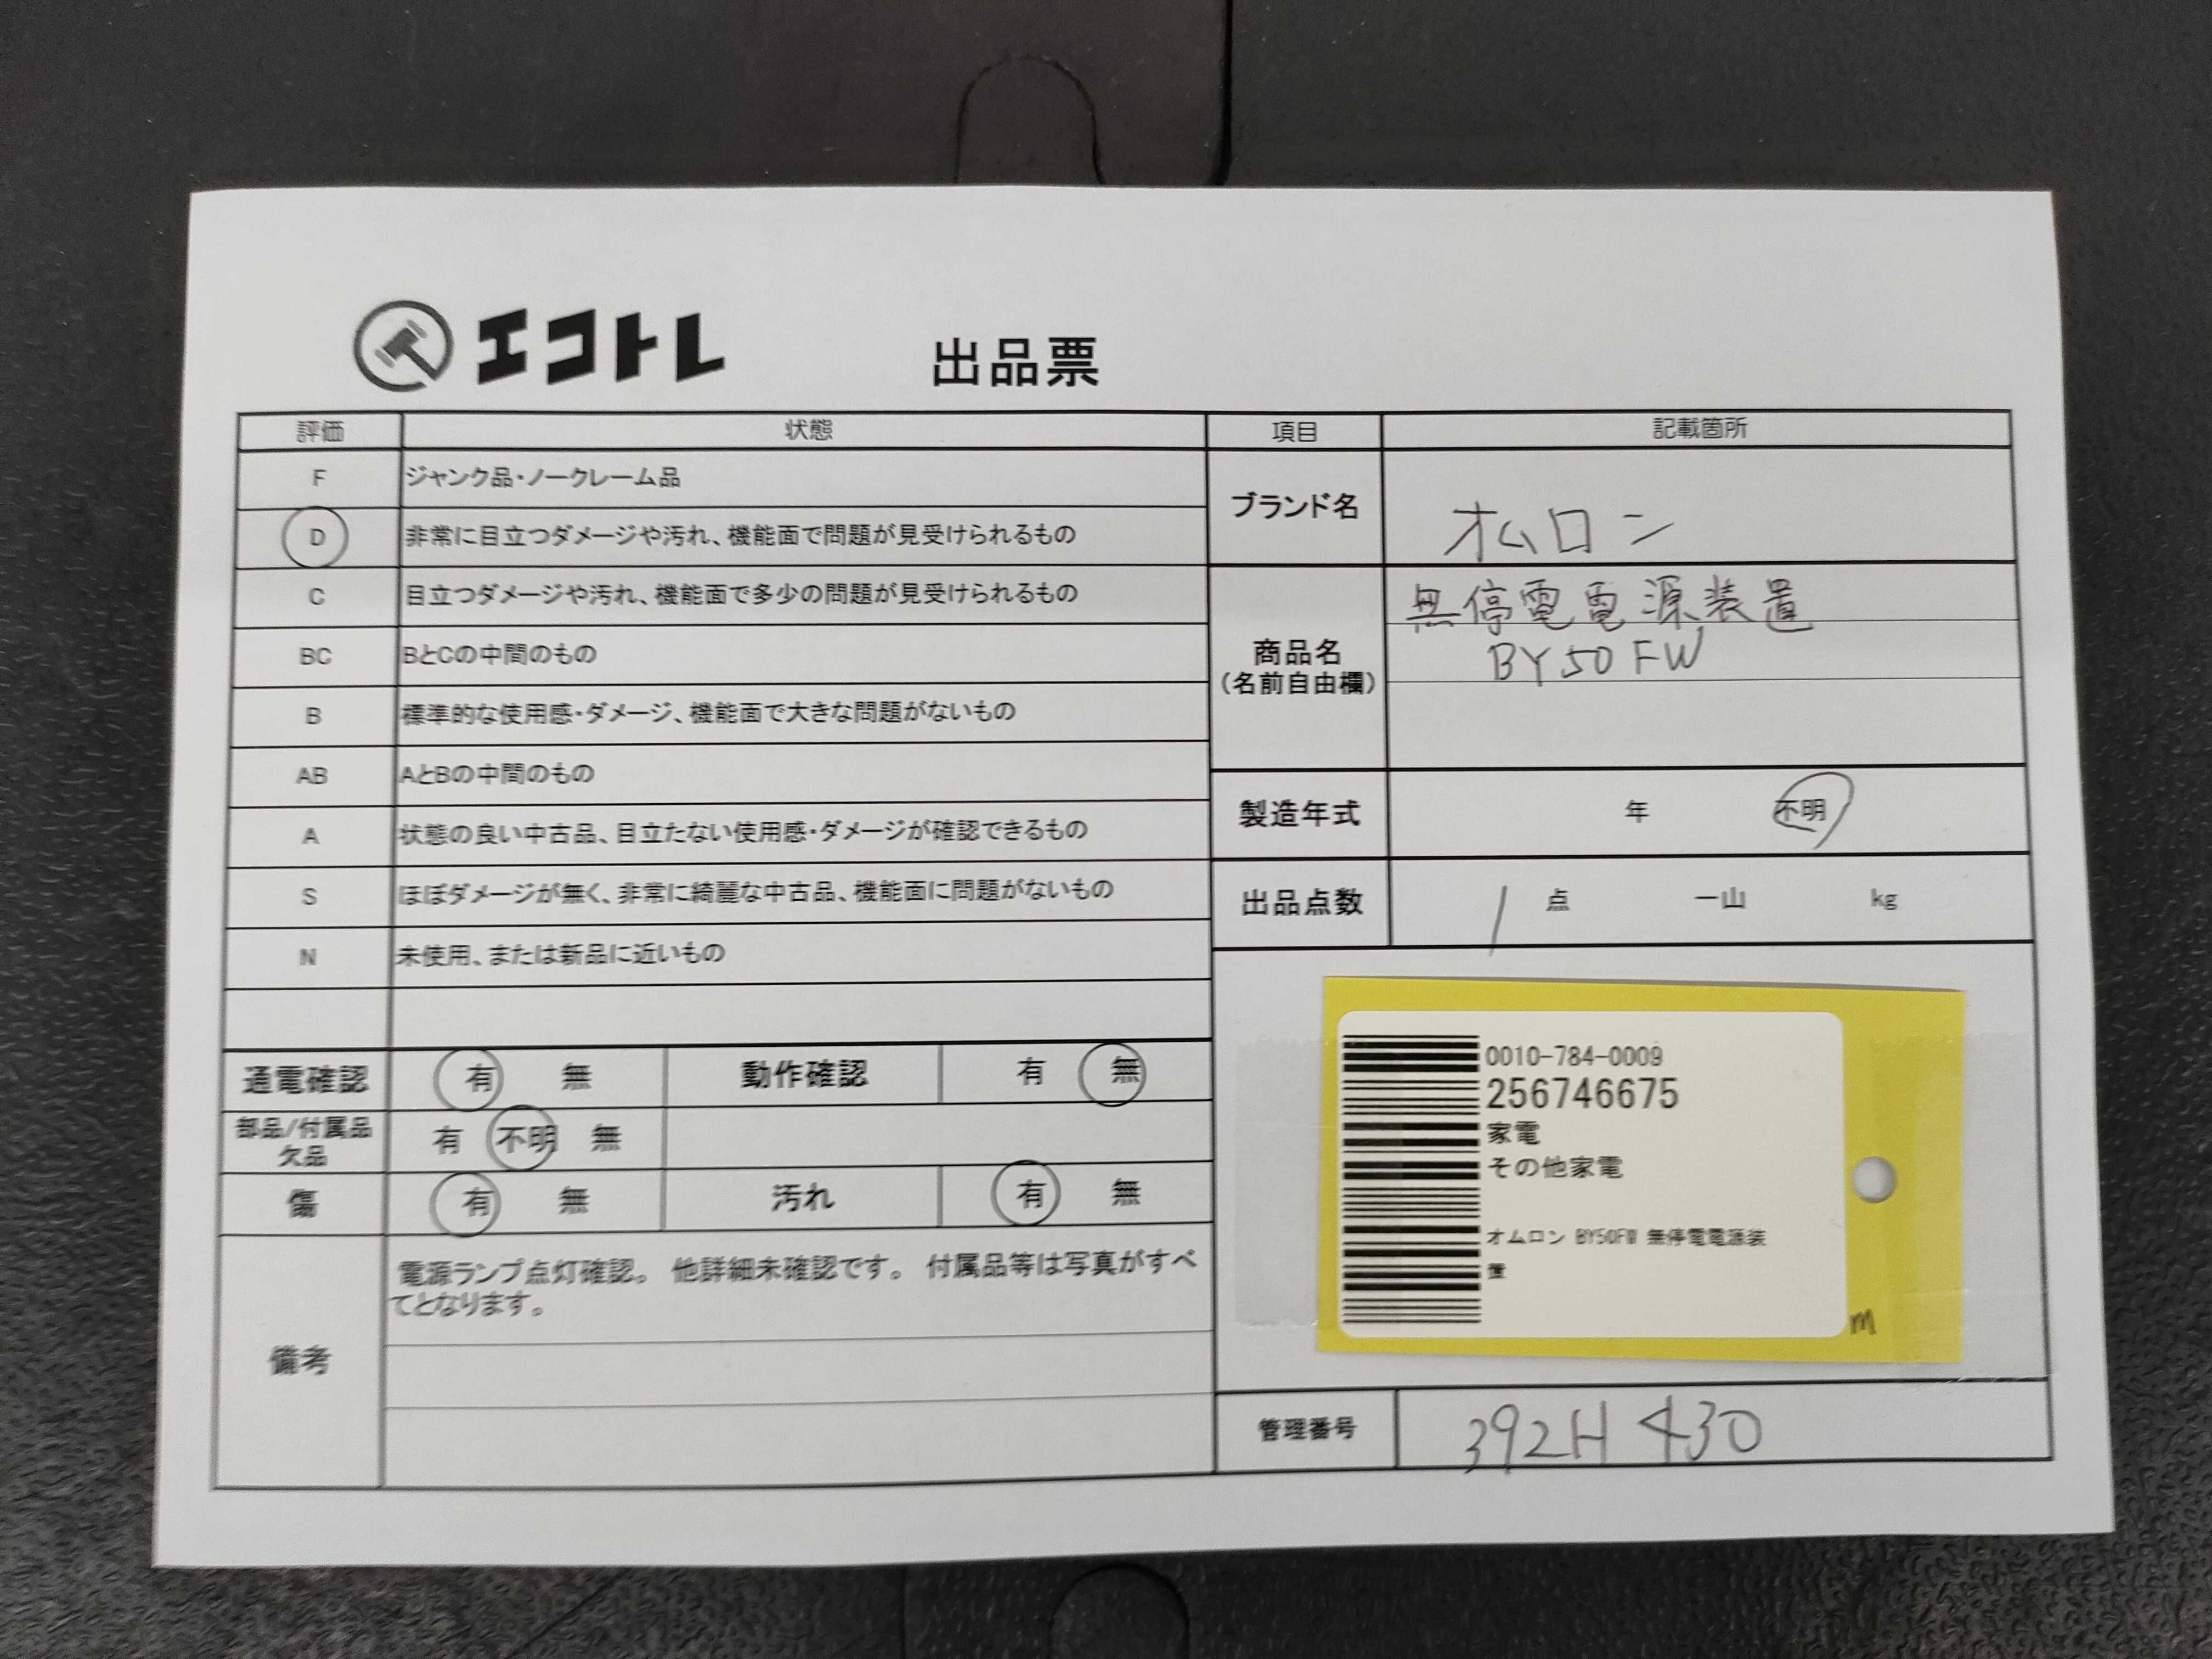 エコトレ
出品票
評価 状態
F ジャンク品・ノークレーム品
D 非常に目立つダメージや汚れ、機能面で問題が見受けられるもの
C 目立つダメージや汚れ、機能面で多少の問題が見受けられるもの
BC BとCの中間のもの
B 標準的な使用感・ダメージ、機能面で大きな問題がないもの
AB AとBの中間のもの
A 状態の良い中古品、目立たない使用感・ダメージが確認できるもの
S ほぼダメージが無く、非常に綺麗な中古品、機能面に問題がないもの
N 未使用、または新品に近いもの
通電確認 有 無 動作確認 有 無
部品/付属品
欠品 有 不明 無
傷 有 無 汚れ 有 無
備考
電源ランプ点灯確認。 他詳細未確認です。 付属品等は写真がすべ
てとなります。
項目 記載箇所
ブランド名 オムロン
商品名
(名前自由欄)
無停電電源装置
BY50FW
製造年式 年 不明
出品点数 1 点 一山 kg
0010-784-0009
256746675
家電
その他家電
オムロン BY50FW 無停電電源装
置
m
管理番号 392H 430